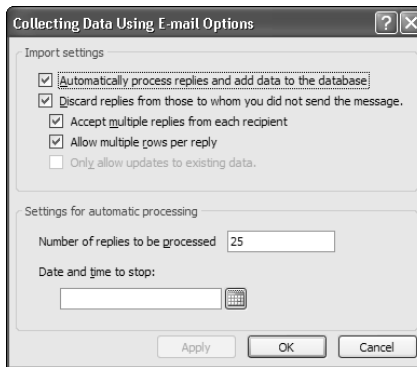 Collecting Data Using E-mail Options
Import settings
Automatically process replies and add data to the database
Discard replies from those to whom you did not send the message.
Accept multiple replies from each recipient
Allow multiple rows per reply
Only allow updates to existing data.
Settings for automatic processing
Number of replies to be processed 25
Date and time to stop:
Apply OK Cancel